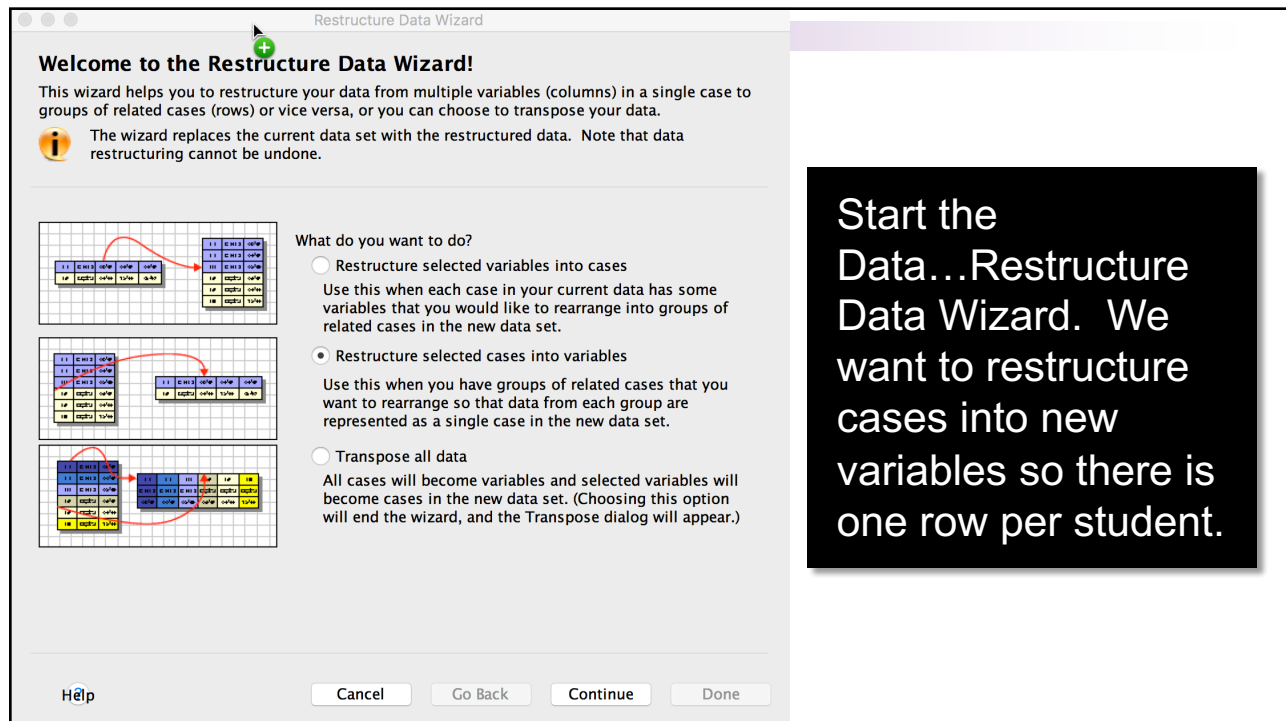 Restructure Data Wizard
Welcome to the Restructure Data Wizard!
This wizard helps you to restructure your data from multiple variables (columns) in a single case to
groups of related cases (rows) or vice versa, or you can choose to transpose your data.
The wizard replaces the current data set with the restructured data.  Note that data
restructuring cannot be undone.
What do you want to do?
Restructure selected variables into cases
Use this when each case in your current data has some
variables that you would like to rearrange into groups of
related cases in the new data set.
Restructure selected cases into variables
Use this when you have groups of related cases that you
want to rearrange so that data from each group are
represented as a single case in the new data set.
Transpose all data
All cases will become variables and selected variables will
become cases in the new data set. (Choosing this option
will end the wizard, and the Transpose dialog will appear.)
Help
Cancel
Go Back
Continue
Done
Start the
Data…Restructure
Data Wizard.  We
want to restructure
cases into new
variables so there is
one row per student.